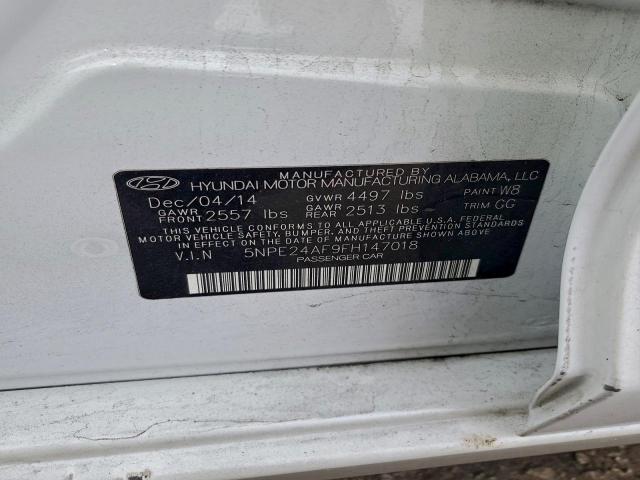 MANUFACTURED BY
HYUNDAI MOTOR MANUFACTURING ALABAMA, LLC
Dec/04/14 GVWR 4497 lbs PAINT W8
GAWR FRONT 2557 lbs GAWR REAR 2513 lbs TRIM GG
THIS VEHICLE CONFORMS TO ALL APPLICABLE U.S.A. FEDERAL
MOTOR VEHICLE SAFETY, BUMPER, AND THEFT PREVENTION STANDARDS
IN EFFECT ON THE DATE OF MANUFACTURE SHOWN ABOVE.
V.I.N 5NPE24AF9FH147018
PASSENGER CAR